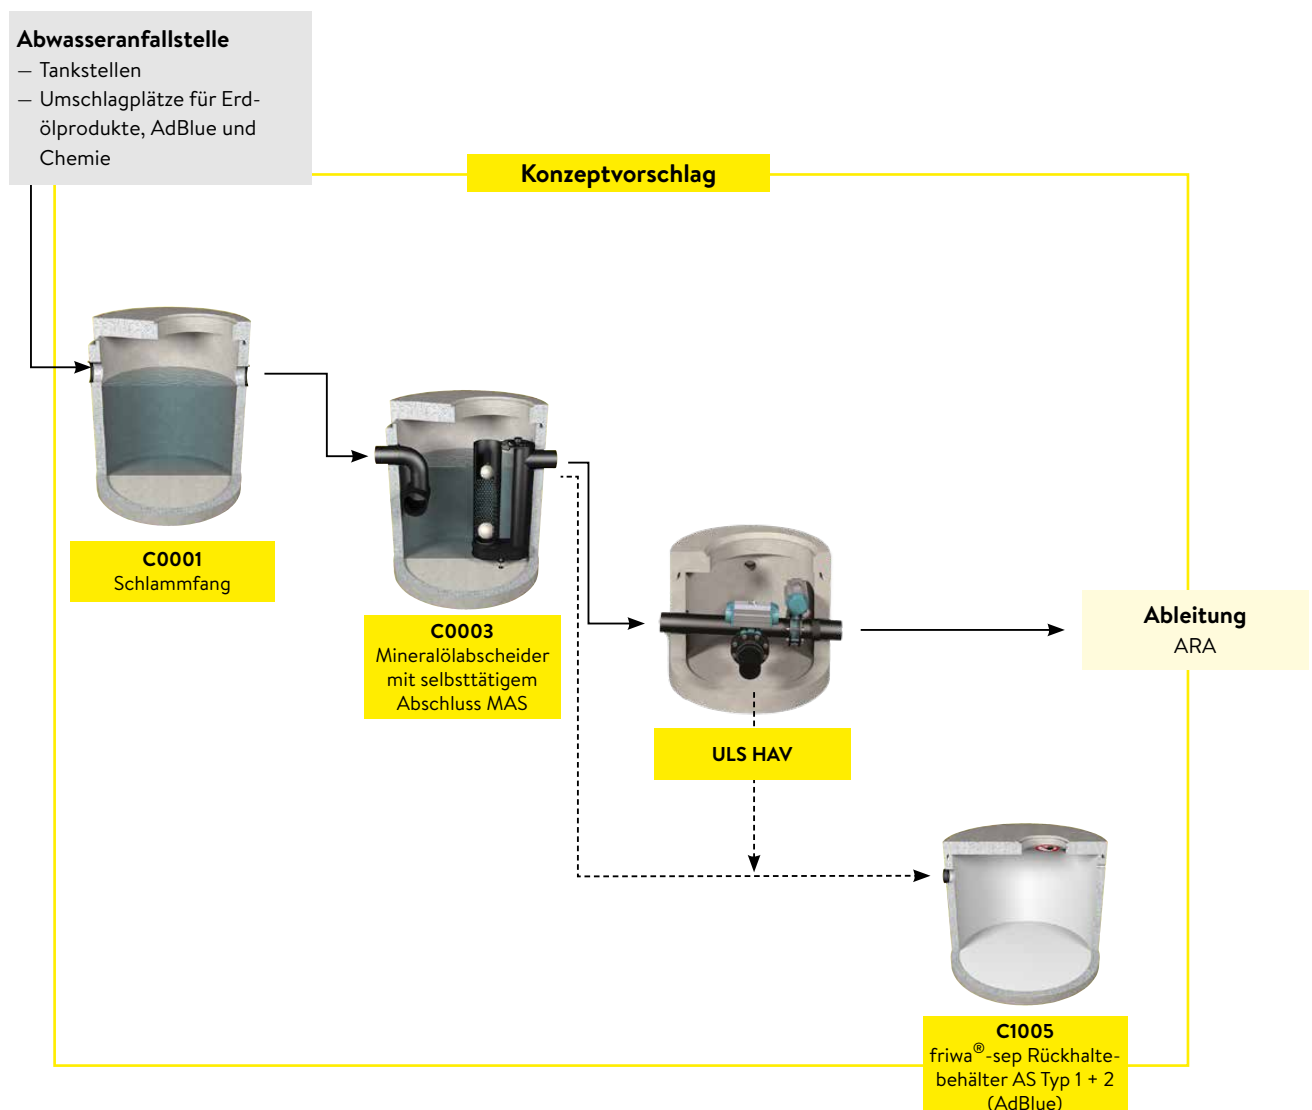 Abwasseranfallstelle
— Tankstellen
— Umschlagplätze für Erd-
ölprodukte, AdBlue und
Chemie
Konzeptvorschlag
C0001
Schlammfang
C0003
Mineralölabscheider
mit selbsttätigem
Abschluss MAS
ULS HAV
Ableitung
ARA
C1005
friwa®-sep Rückhalte-
behälter AS Typ 1 + 2
(AdBlue)